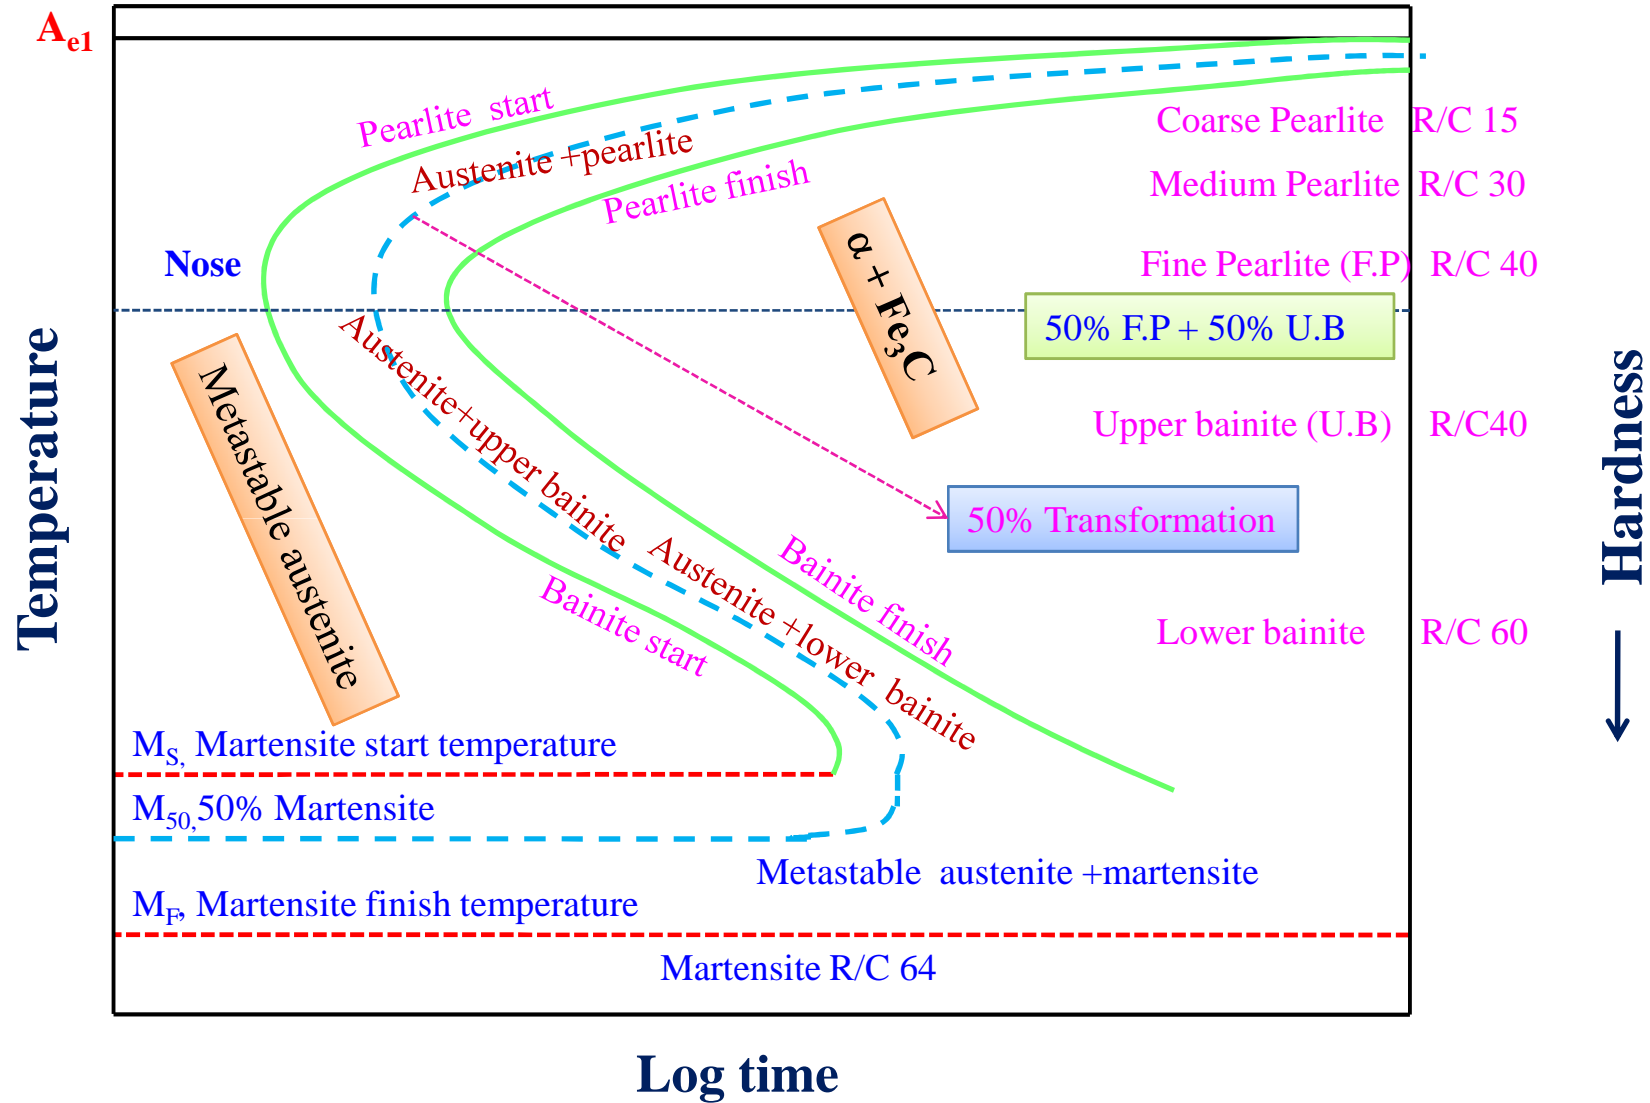 Ae1
Pearlite start
Coarse Pearlite R/C 15
Austenite +pearlite
Pearlite finish
Medium Pearlite R/C 30
Nose
α + Fe3C
Fine Pearlite (F.P) R/C 40
50% F.P + 50% U.B
Austenite+upper bainite
Upper bainite (U.B) R/C40
Metastable austenite
50% Transformation
Temperature
Hardness
Austenite +lower bainite
Bainite finish
Bainite start
Lower bainite R/C 60
MS, Martensite start temperature
M50,50% Martensite
Metastable austenite +martensite
MF, Martensite finish temperature
Martensite R/C 64
Log time